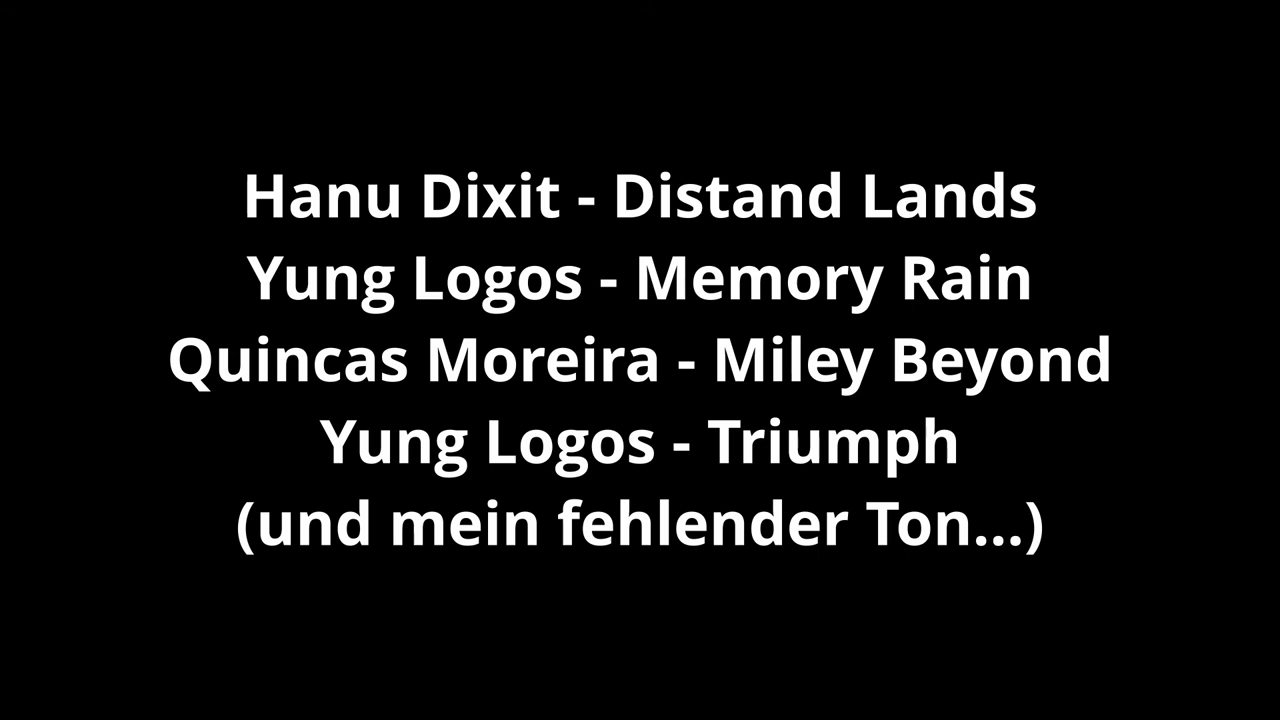 Hanu Dixit - Distand Lands
Yung Logos - Memory Rain
Quincas Moreira - Miley Beyond
Yung Logos - Triumph
(und mein fehlender Ton...)